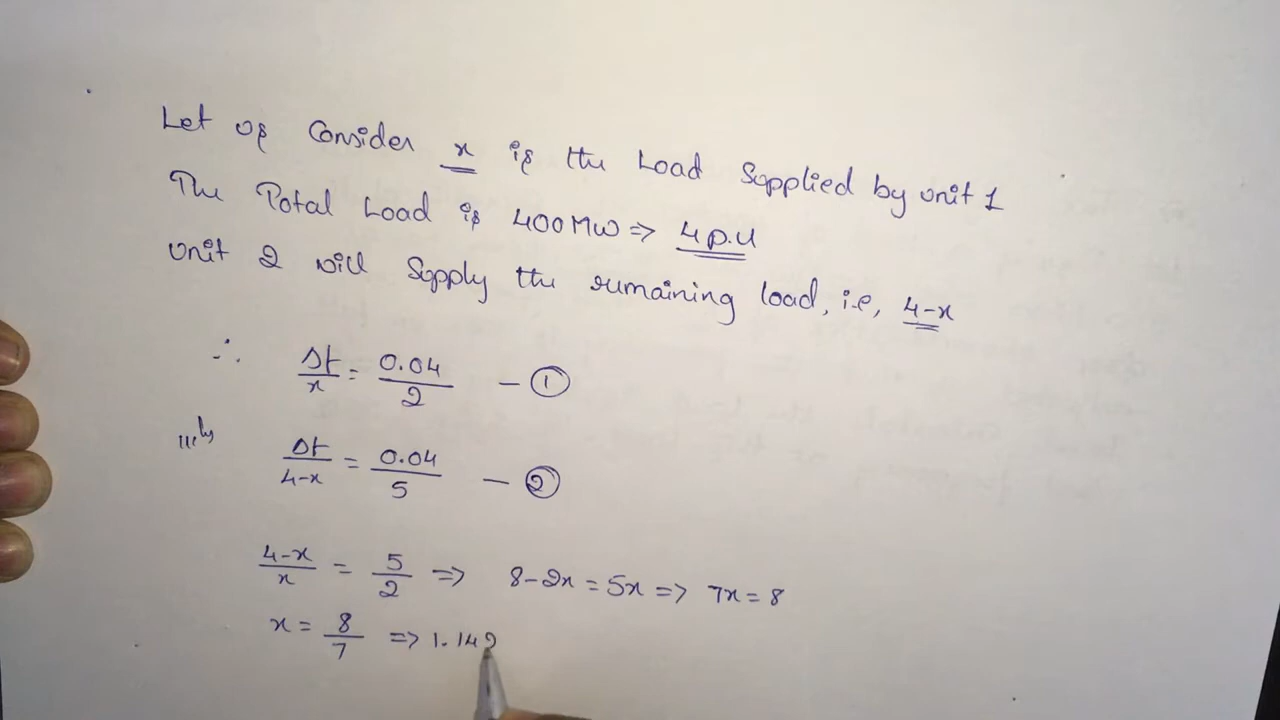 Let us Consider x is the Load Supplied by unit 1
The Total Load is 400 MW => 4 p.u
Unit 2 will Supply the remaining load, i.e, 4-x
∴ Δf/x = 0.04/2 - ①
|||ly Δf/4-x = 0.04/5 - ②
4-x/x = 5/2 => 8-2x = 5x => 7x = 8
x = 8/7 => 1.142